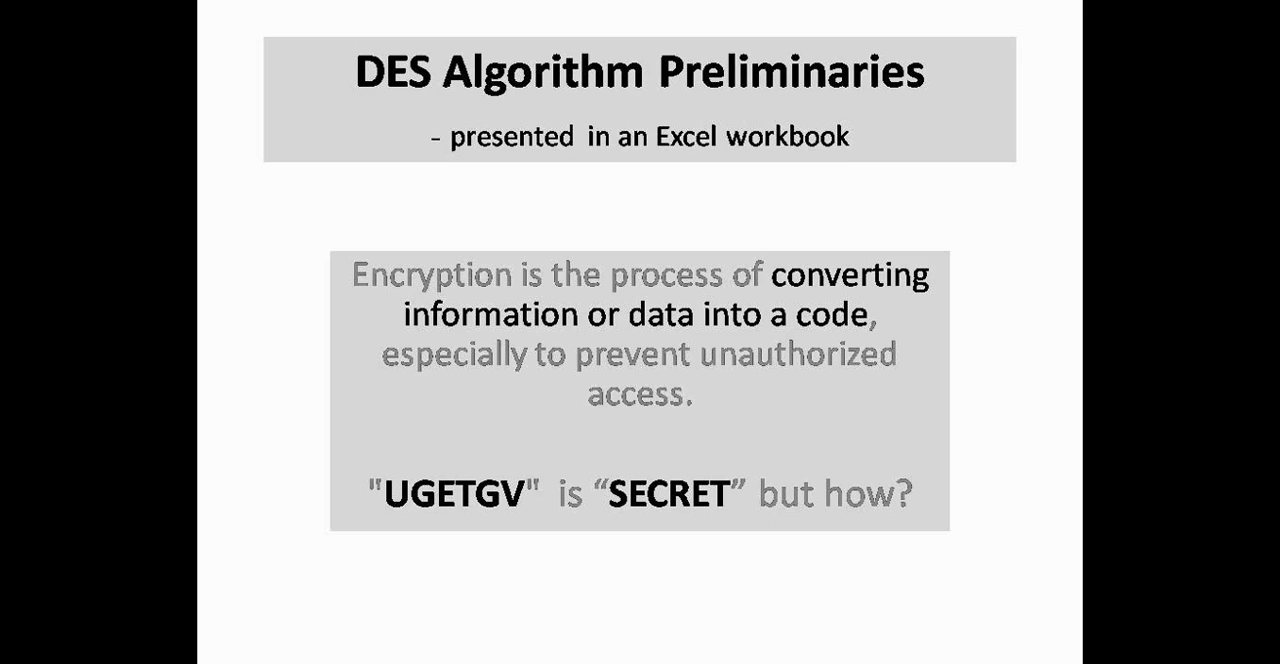 DES Algorithm Preliminaries
- presented in an Excel workbook
Encryption is the process of converting
information or data into a code,
especially to prevent unauthorized
access.
"UGETGV" is “SECRET” but how?